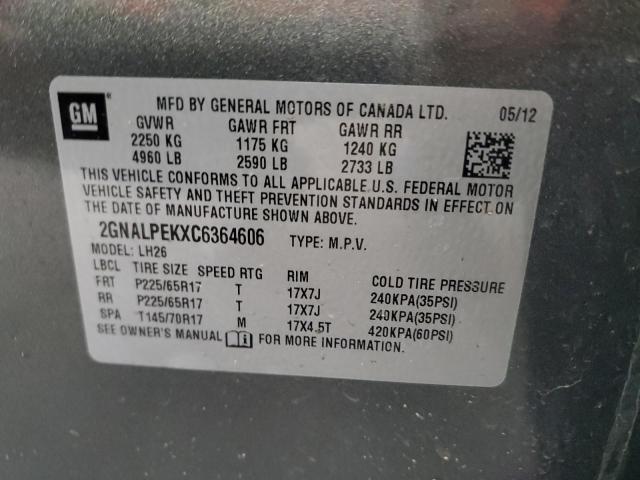 GM ®
MFD BY GENERAL MOTORS OF CANADA LTD. 05/12
GVWR GAWR FRT GAWR RR
2250 KG 1175 KG 1240 KG
4960 LB 2590 LB 2733 LB
THIS VEHICLE CONFORMS TO ALL APPLICABLE U.S. FEDERAL MOTOR
VEHICLE SAFETY AND THEFT PREVENTION STANDARDS IN EFFECT ON
THE DATE OF MANUFACTURE SHOWN ABOVE.
2GNALPEKXC6364606 TYPE: M.P.V.
MODEL: LH26
LBCL TIRE SIZE SPEED RTG RIM COLD TIRE PRESSURE
FRT P225/65R17 T 17X7J 240KPA(35PSI)
RR P225/65R17 T 17X7J 240KPA(35PSI)
SPA T145/70R17 M 17X4.5T 420KPA(60PSI)
SEE OWNER'S MANUAL i FOR MORE INFORMATION.